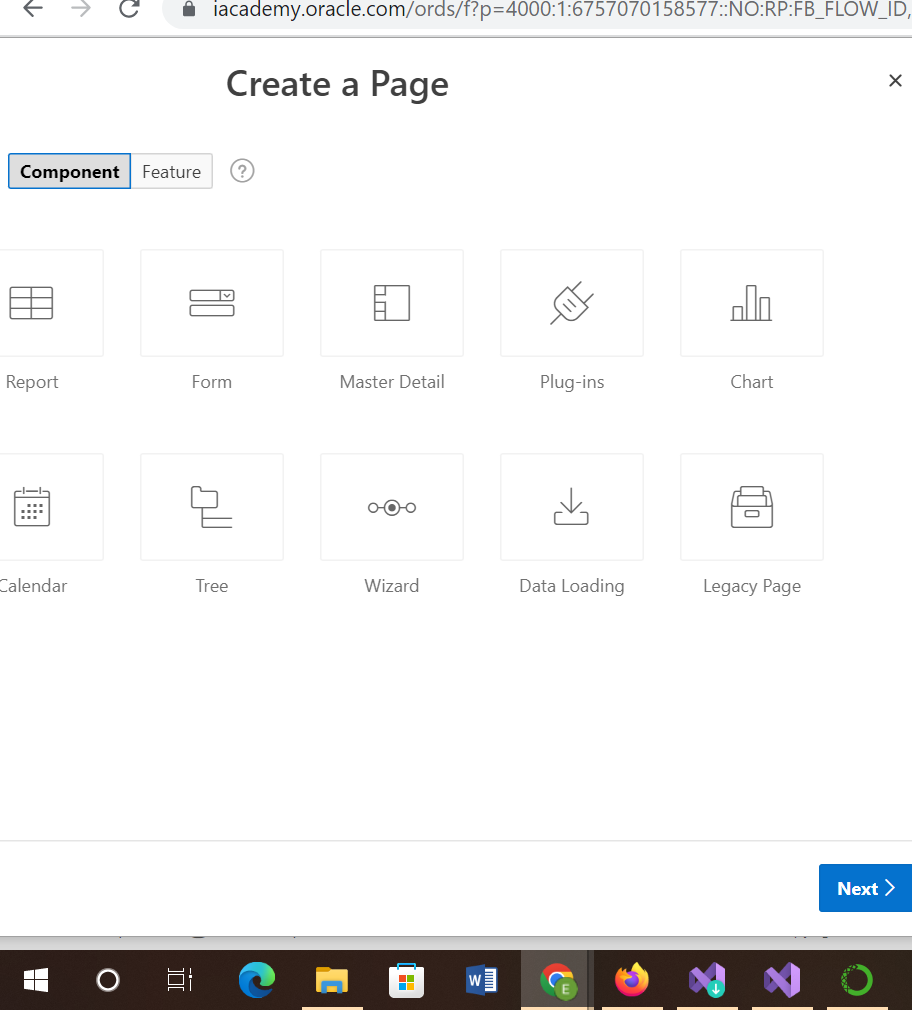 iacademy.oracle.com/ords/f?p=4000:1:6757070158577::NO:RP:FB_FLOW_ID,
Create a Page
Component Feature ?
Report Form Master Detail Plug-ins Chart
Calendar Tree Wizard Data Loading Legacy Page
Next
W E